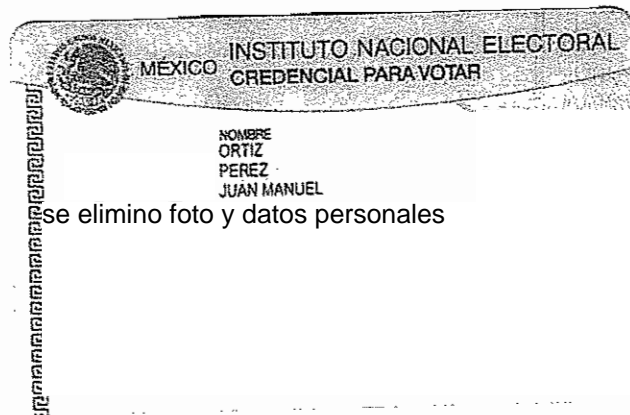 MÉXICO
INSTITUTO NACIONAL ELECTORAL
CREDENCIAL PARA VOTAR
NOMBRE
ORTIZ
PEREZ
JUAN MANUEL
se elimino foto y datos personales